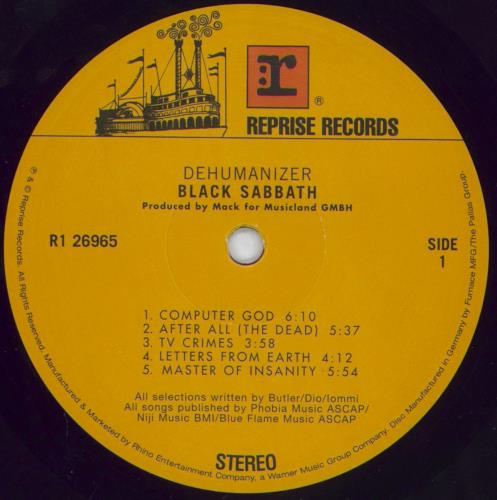 r
®
REPRISE RECORDS
DEHUMANIZER
BLACK SABBATH
Produced by Mack for Musicland GMBH
R1 26965
SIDE
1
1. COMPUTER GOD 6:10
2. AFTER ALL (THE DEAD) 5:37
3. TV CRIMES 3:58
4. LETTERS FROM EARTH 4:12
5. MASTER OF INSANITY 5:54
All selections written by Butler/Dio/Iommi
All songs published by Phobia Music ASCAP/
Niji Music BMI/Blue Flame Music ASCAP
STEREO
℗ & © Reprise Records. All Rights Reserved. Manufactured & Marketed by Rhino Entertainment Company, a Warner Music Group Company. Disc Manufactured in Germany by Furnace MFG/The Pallas Group.